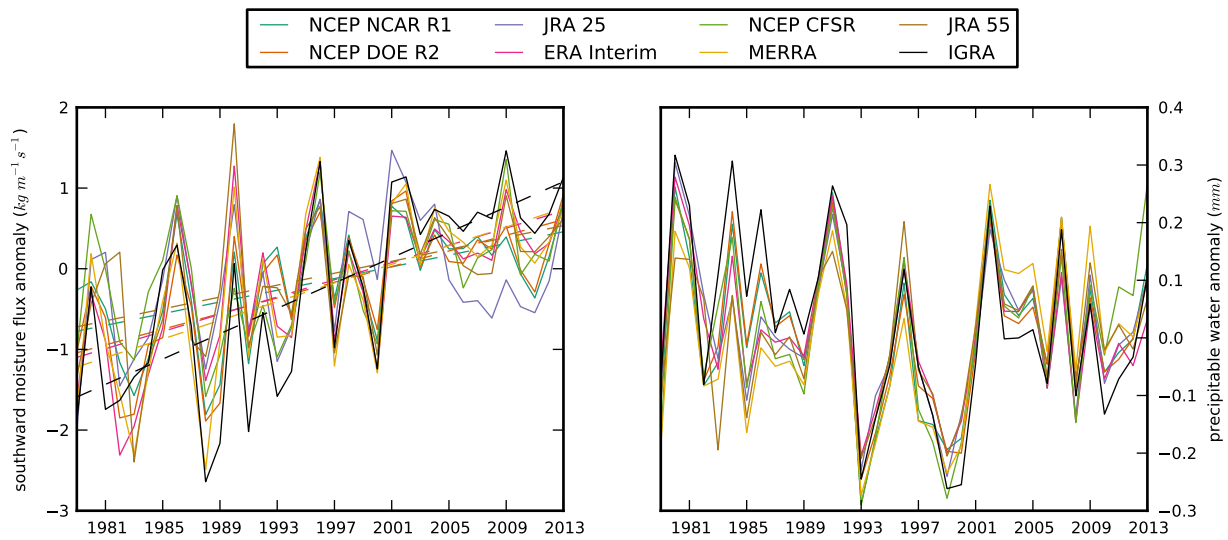 NCEP NCAR R1 JRA 25 NCEP CFSR JRA 55
NCEP DOE R2 ERA Interim MERRA IGRA
southward moisture flux anomaly (kg m⁻¹ s⁻¹)
2
1
0
−1
−2
−3
1981 1985 1989 1993 1997 2001 2005 2009 2013
0.4
0.3
0.2
0.1
0.0
−0.1
−0.2
−0.3
precipitable water anomaly (mm)
1981 1985 1989 1993 1997 2001 2005 2009 2013